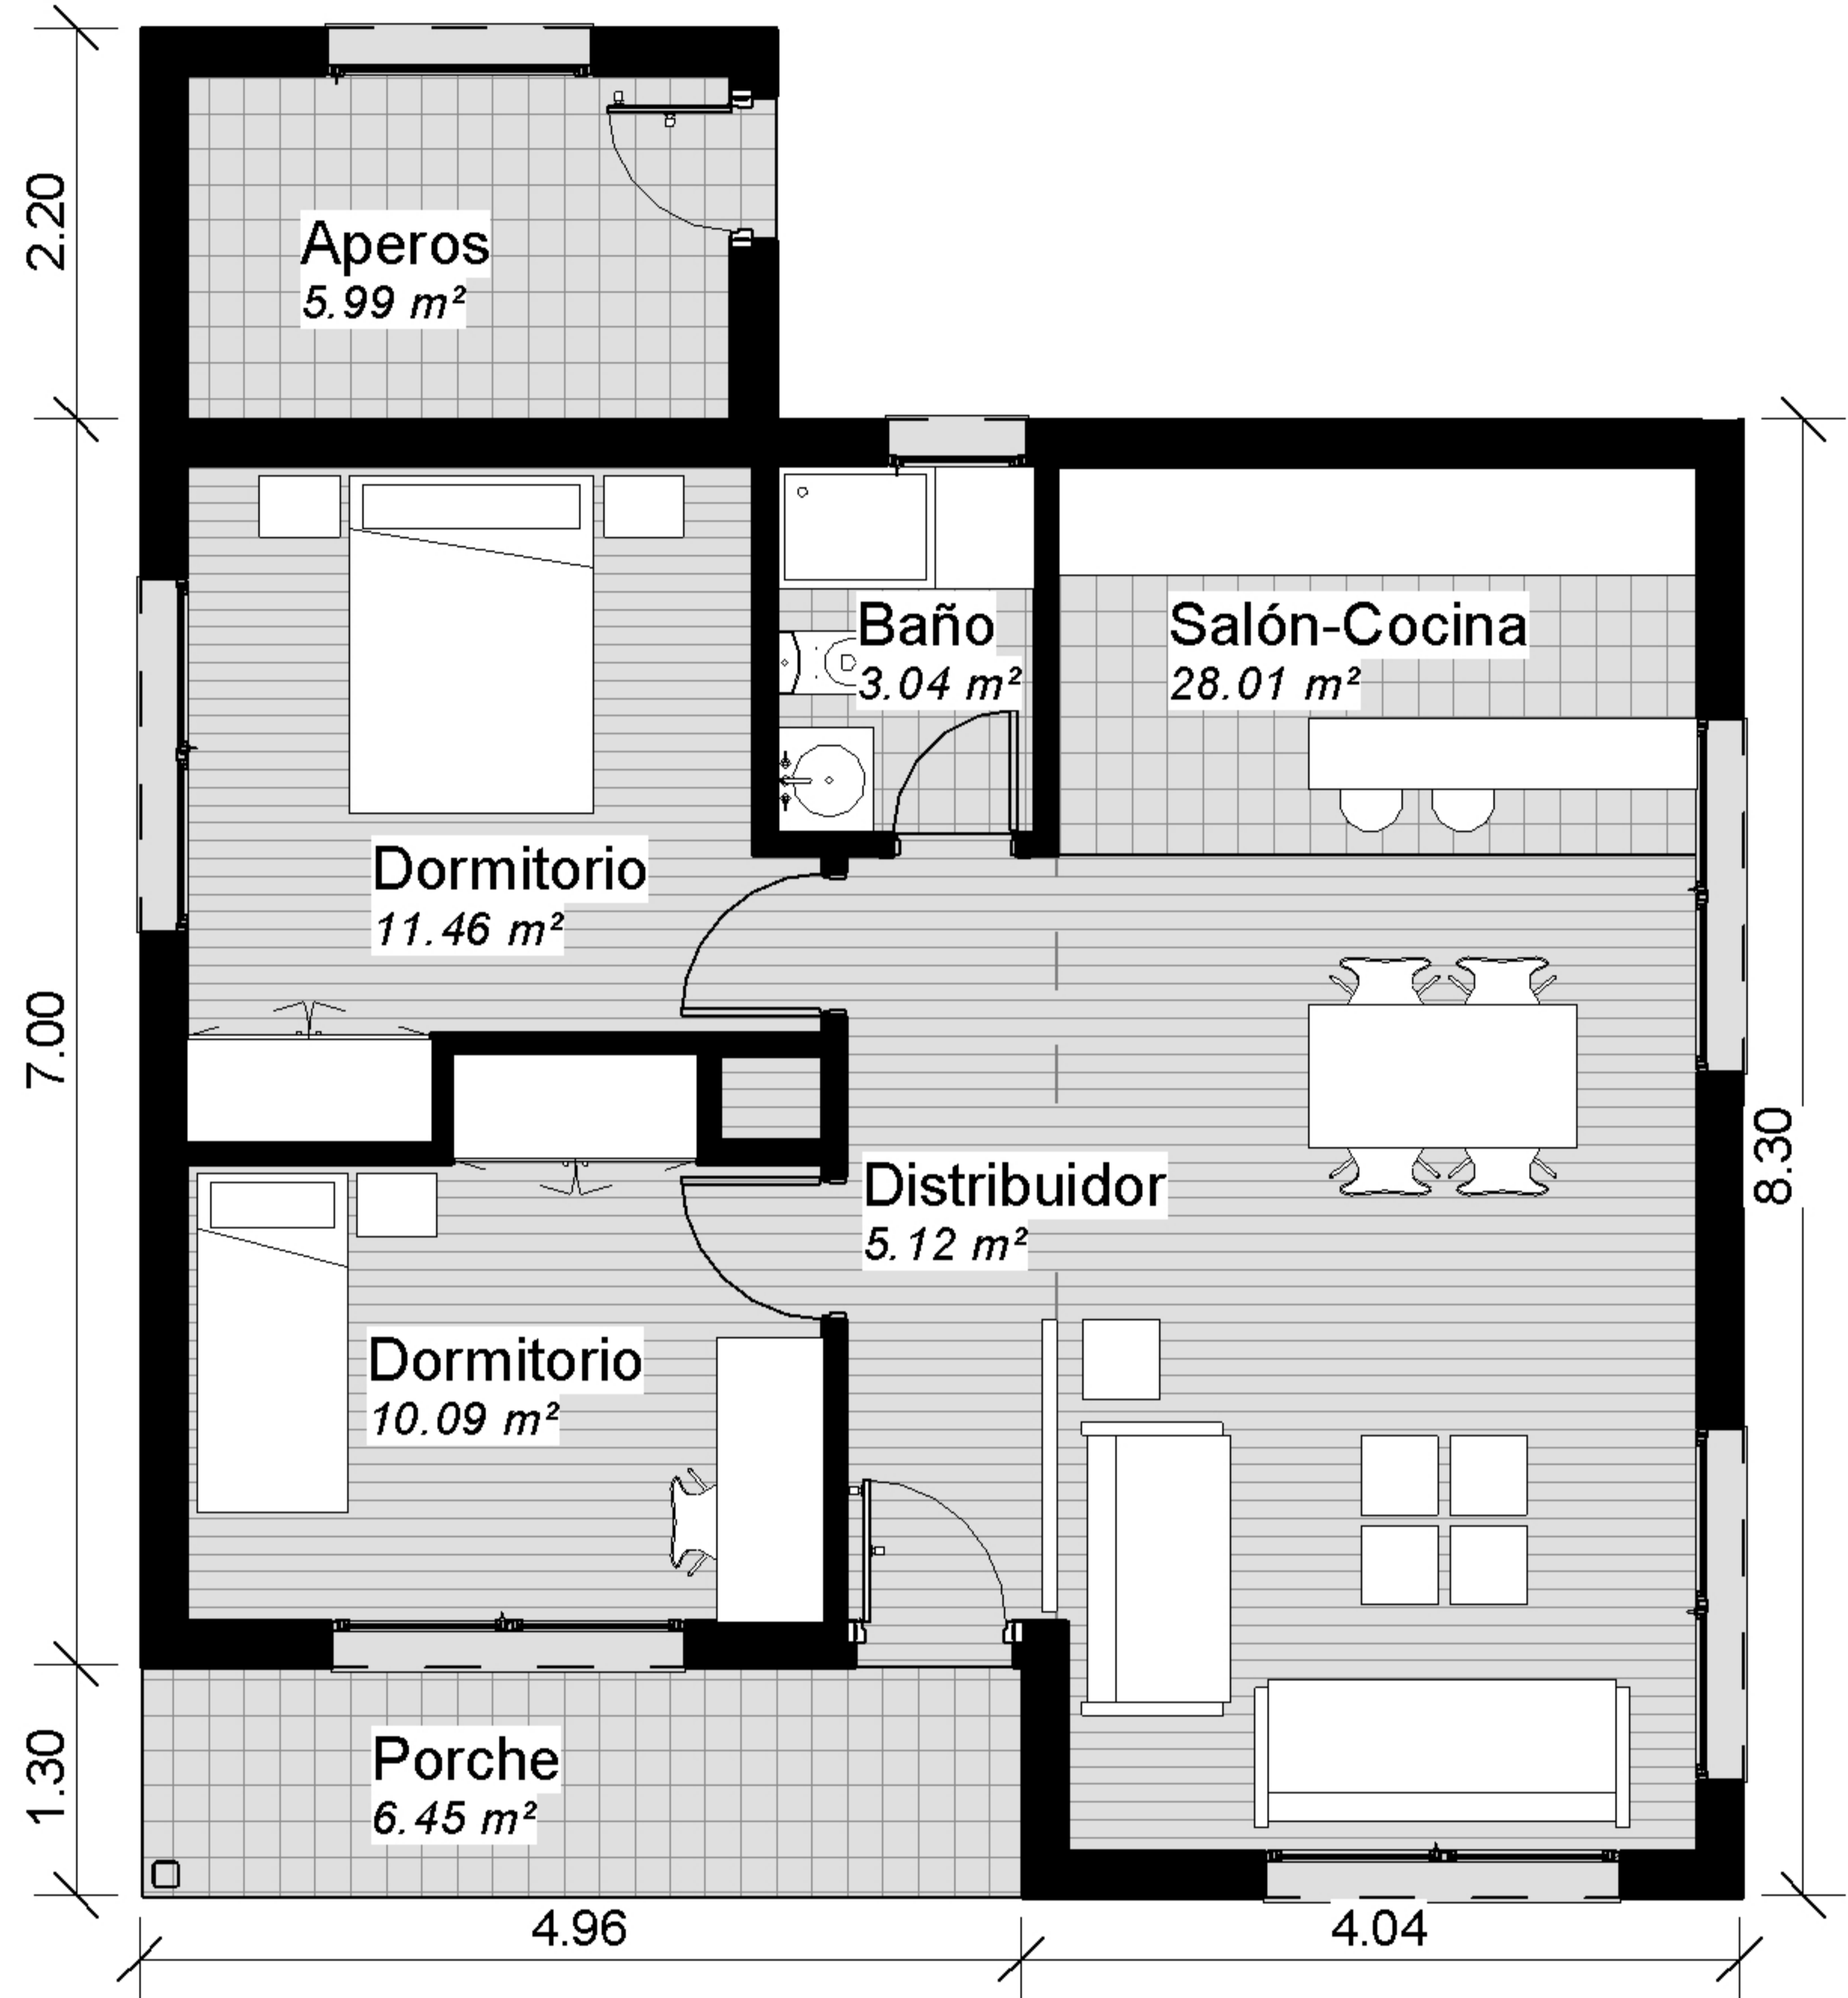 2.20
Aperos
5.99 m²
Baño
3.04 m²
Salón-Cocina
28.01 m²
Dormitorio
11.46 m²
7.00
8.30
Distribuidor
5.12 m²
Dormitorio
10.09 m²
1.30
Porche
6.45 m²
4.96
4.04